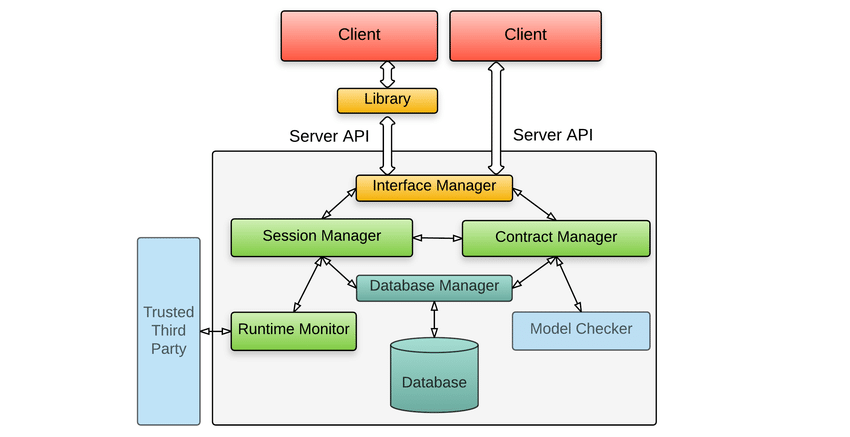 Client
Client
Library
Server API
Server API
Interface Manager
Session Manager
Contract Manager
Database Manager
Trusted
Third
Party
Runtime Monitor
Model Checker
Database